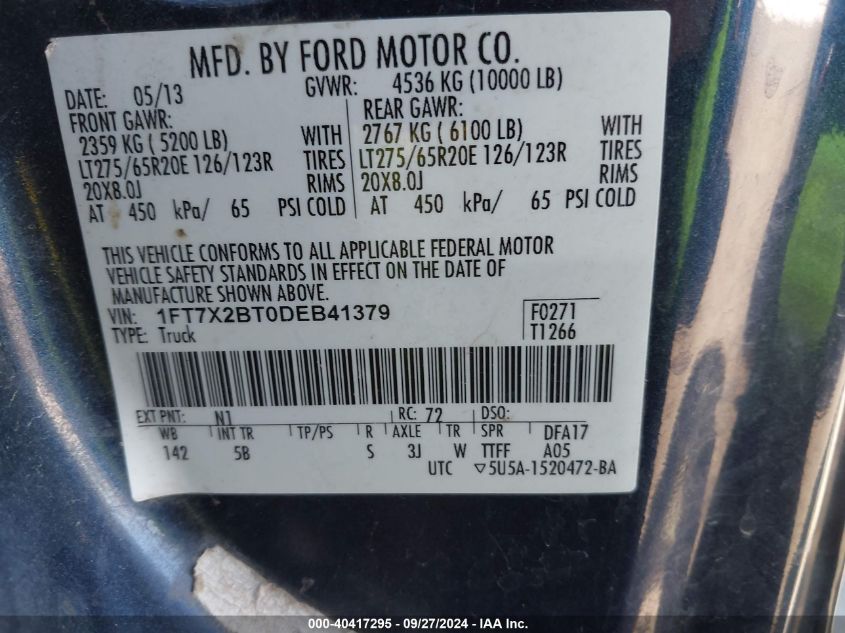 MFD. BY FORD MOTOR CO.
DATE: 05/13 GVWR: 4536 KG (10000 LB)
FRONT GAWR: REAR GAWR:
2359 KG ( 5200 LB) WITH 2767 KG ( 6100 LB) WITH
LT275/65R20E 126/123R TIRES LT275/65R20E 126/123R TIRES
20X8.0J RIMS 20X8.0J RIMS
AT 450 kPa/ 65 PSI COLD AT 450 kPa/ 65 PSI COLD
THIS VEHICLE CONFORMS TO ALL APPLICABLE FEDERAL MOTOR
VEHICLE SAFETY STANDARDS IN EFFECT ON THE DATE OF
MANUFACTURE SHOWN ABOVE.
VIN: 1FT7X2BT0DEB41379 F0271
TYPE: Truck T1266
EXT PNT: N1 RC: 72 DSO:
WB INT TR TP/PS R AXLE TR SPR DFA17
142 5B S 3J W TTFF A05
UTC ▽5U5A-1520472-BA
000-40417295 - 09/27/2024 - IAAI.com